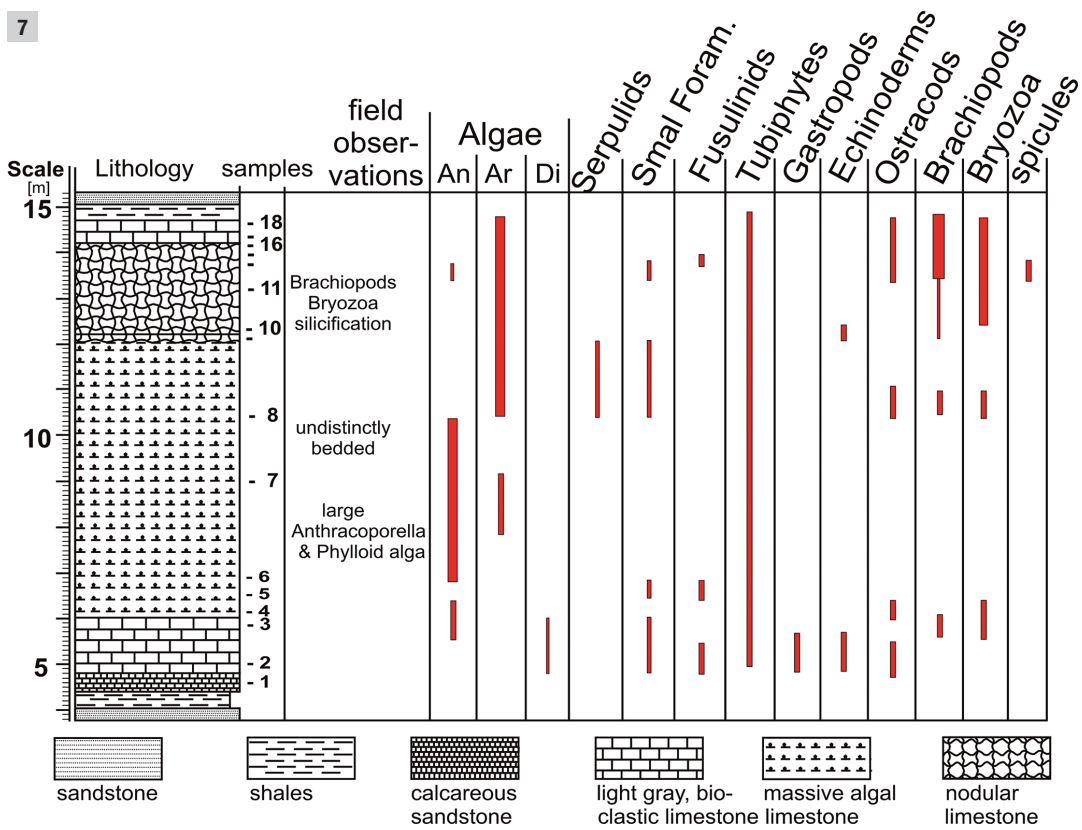 7
field
obser-
vations
Algae
An Ar Di
Serpulids
Smal Foram.
Fusulinids
Tubiphytes
Gastropods
Echinoderms
Ostracods
Brachiopods
Bryozoa
spicules
Scale
[m]
Lithology
samples
15
10
5
- 18
- 16
- 11
- 10
- 8
- 7
- 6
- 5
- 4
- 3
- 2
- 1
Brachiopods
Bryozoa
silicification
undistinctly
bedded
large
Anthracoporella
& Phylloid alga
sandstone
shales
calcareous
sandstone
light gray, bio-
clastic limestone
massive algal
limestone
nodular
limestone